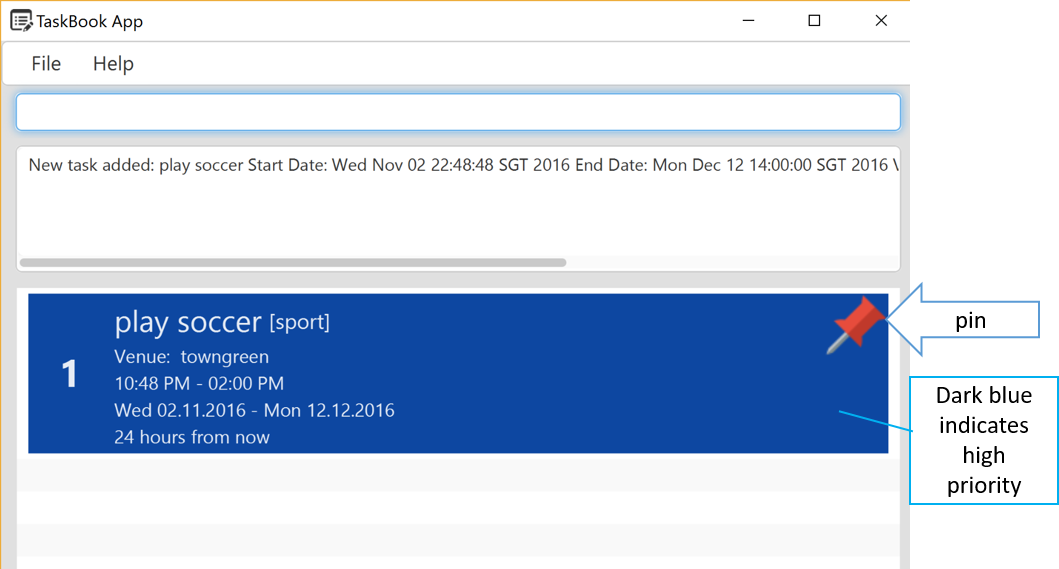 TaskBook App
File Help
New task added: play soccer Start Date: Wed Nov 02 22:48:48 SGT 2016 End Date: Mon Dec 12 14:00:00 SGT 2016
play soccer [sport]
1
Venue: towngreen
10:48 PM - 02:00 PM
Wed 02.11.2016 - Mon 12.12.2016
24 hours from now
pin
Dark blue
indicates
high
priority